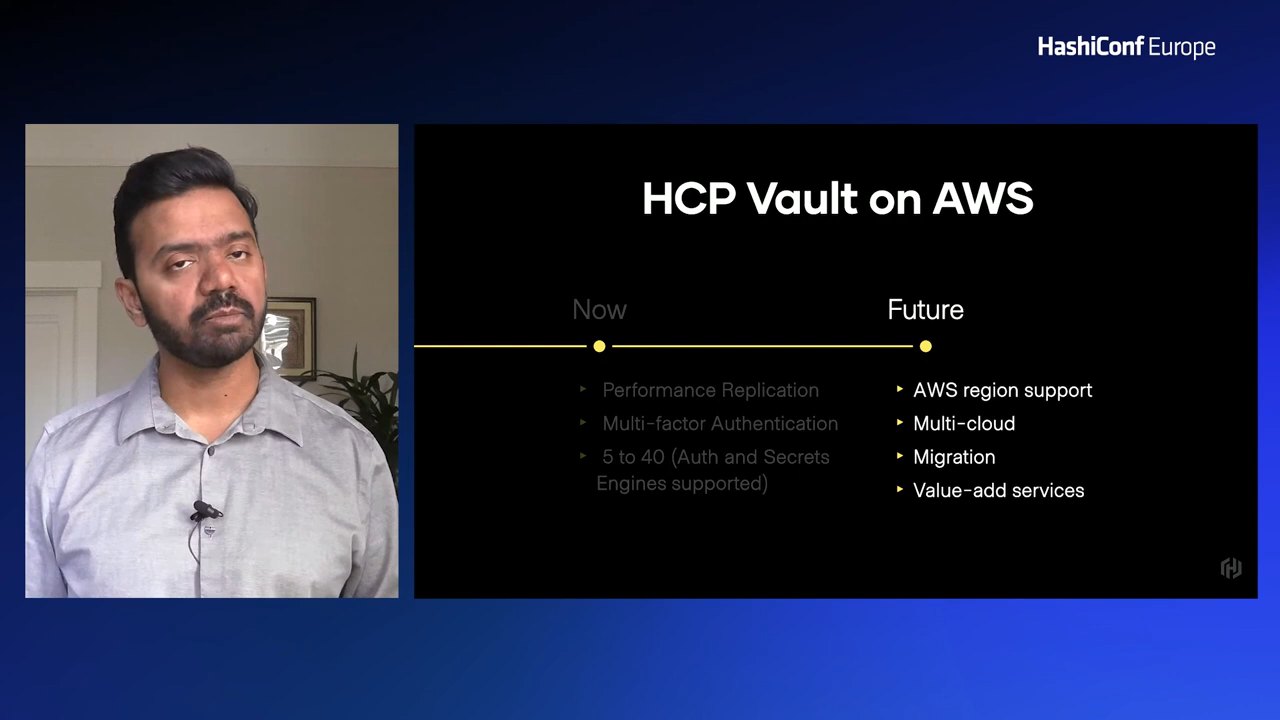 HashiConf Europe
HCP Vault on AWS
Now
Performance Replication
Multi-factor Authentication
5 to 40 (Auth and Secrets
Engines supported)
Future
AWS region support
Multi-cloud
Migration
Value-add services